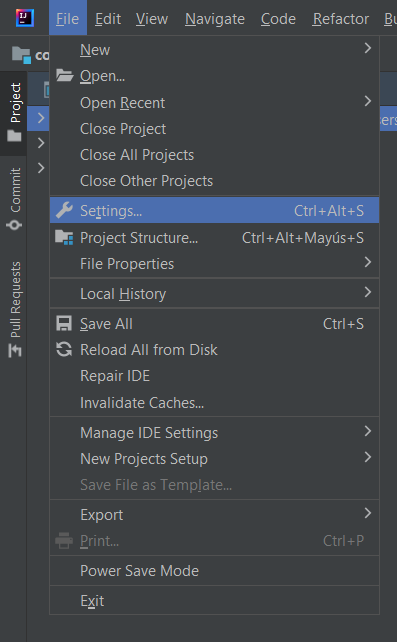 IJ File Edit View Navigate Code Refactor Bu
co
New
Open...
Open Recent
Close Project
Close All Projects
Close Other Projects
Settings... Ctrl+Alt+S
Project Structure... Ctrl+Alt+Mayús+S
File Properties
Local History
Save All Ctrl+S
Reload All from Disk
Repair IDE
Invalidate Caches...
Manage IDE Settings
New Projects Setup
Save File as Template...
Export
Print... Ctrl+P
Power Save Mode
Exit
Project
Commit
Pull Requests
sers